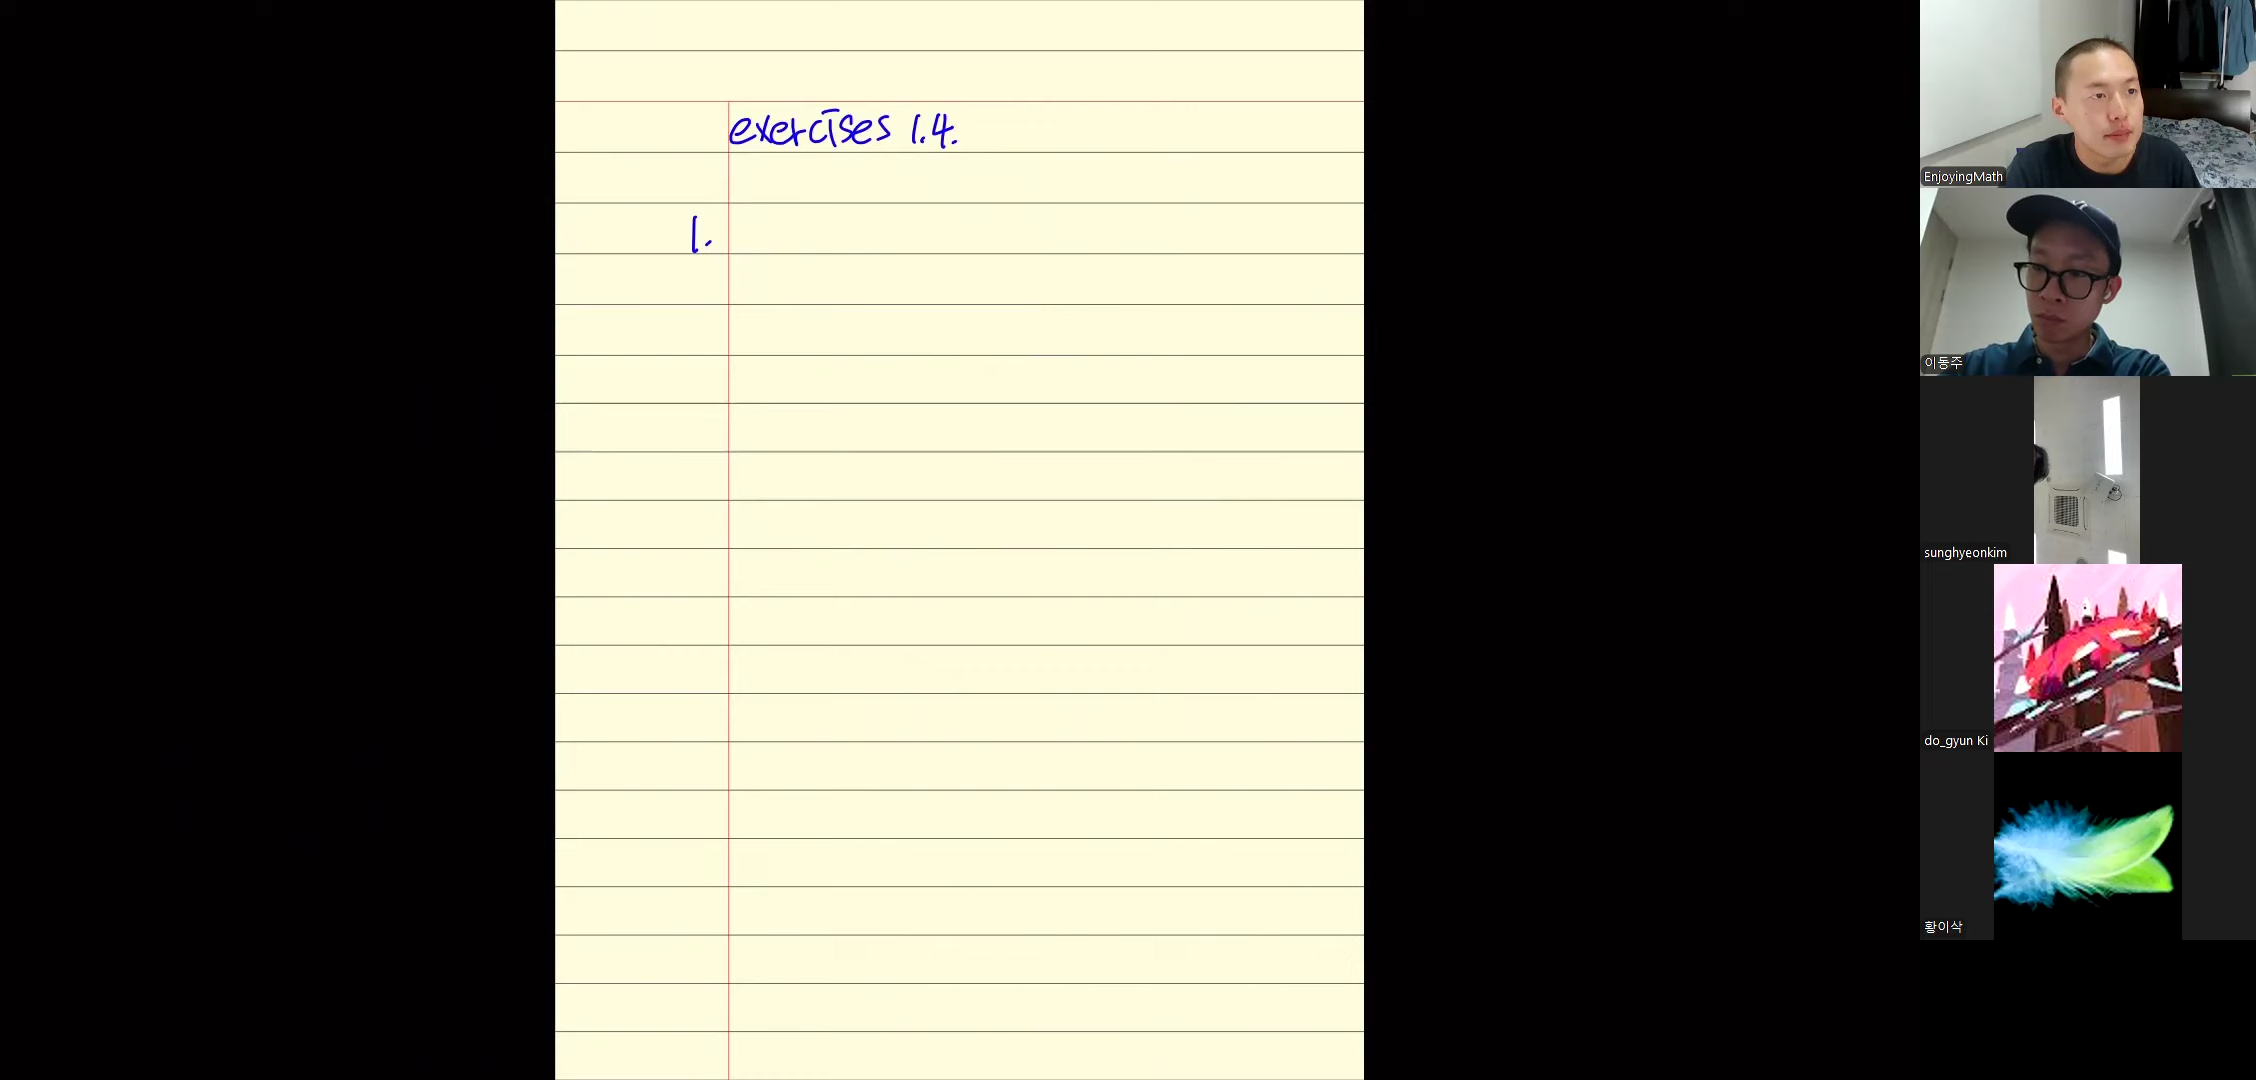 exercises 1.4.
1.
EnjoyingMath
이동주
sunghyeonkim
do_gyun Ki
황이삭